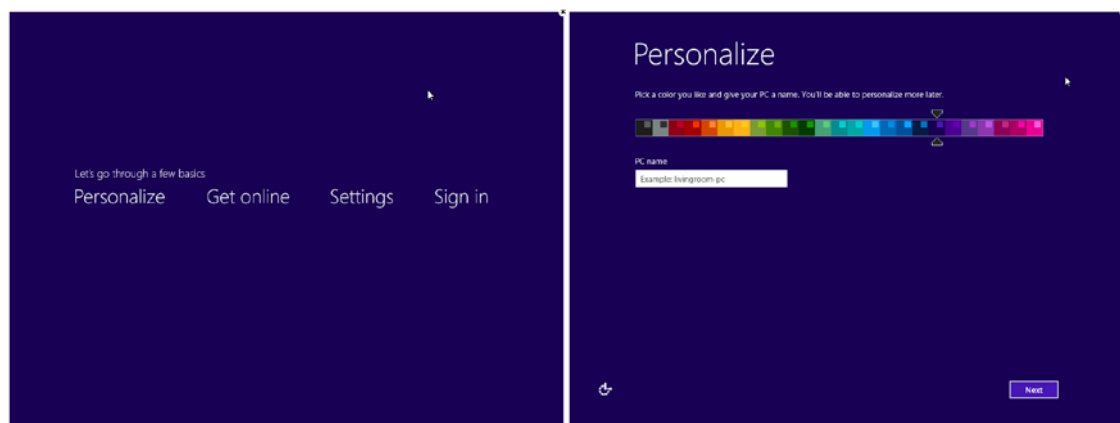 Let's go through a few basics
Personalize Get online Settings Sign in
Personalize
Pick a color you like and give your PC a name. You'll be able to personalize more later.
PC name
Example: livingroom-pc
Next